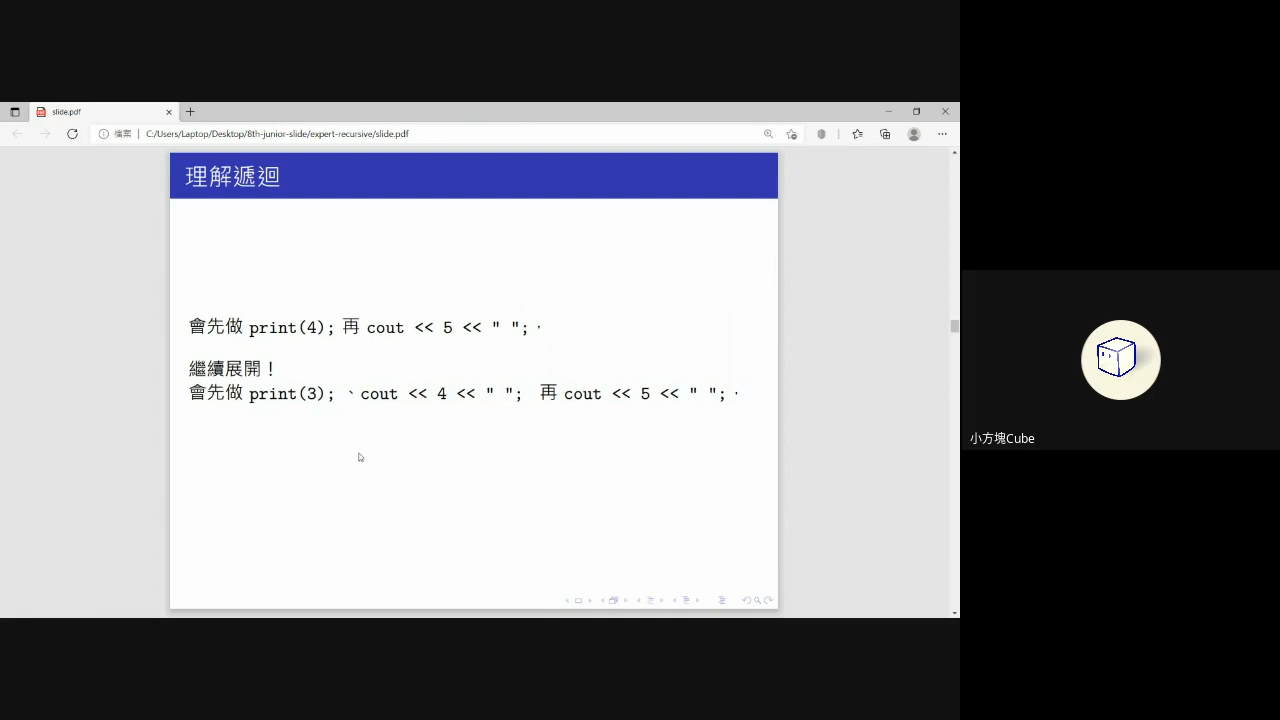 slide.pdf
檔案
C:/Users/Laptop/Desktop/8th-junior-slide/expert-recursive/slide.pdf
理解遞迴
會先做 print(4); 再 cout << 5 << " ";。
繼續展開！
會先做 print(3); 、cout << 4 << " "; 再 cout << 5 << " ";。
小方塊Cube